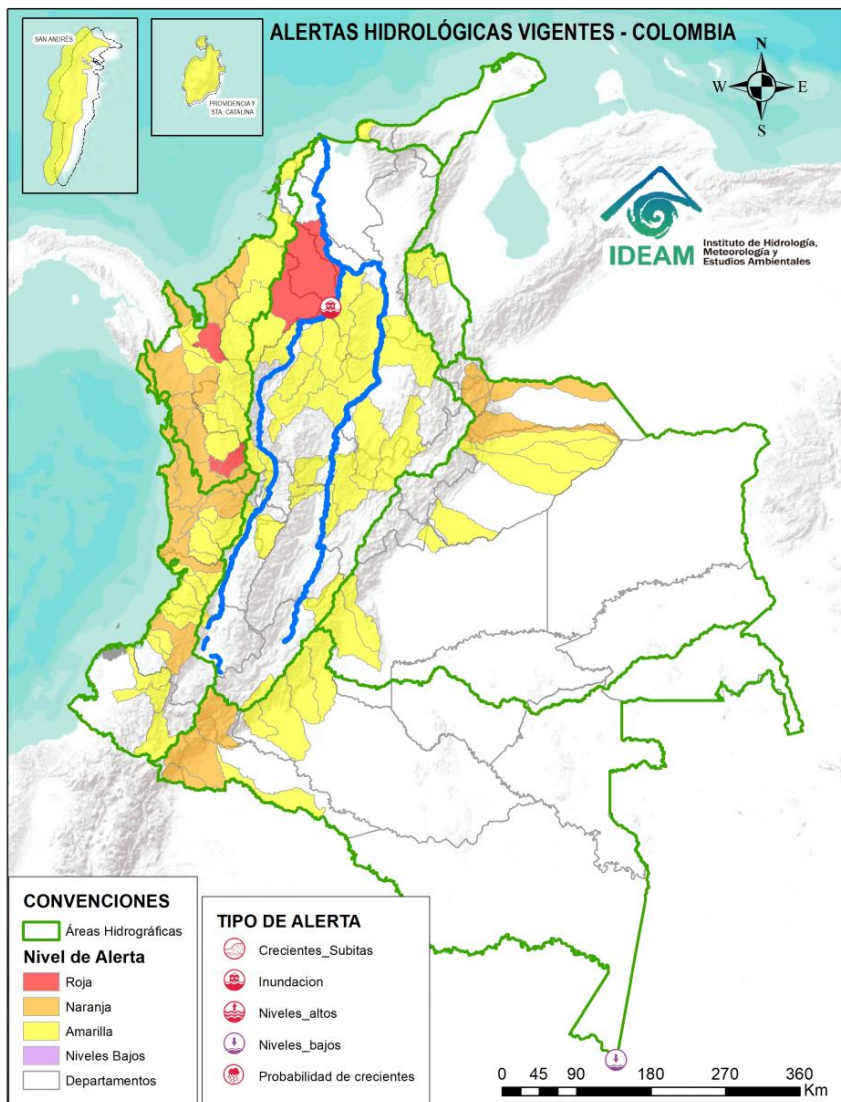 ALERTAS HIDROLÓGICAS VIGENTES - COLOMBIA
SAN ANDRÉS
PROVIDENCIA Y
STA. CATALINA
N
W
E
S
IDEAM
Instituto de Hidrología,
Meteorología y
Estudios Ambientales
CONVENCIONES
Áreas Hidrográficas
Nivel de Alerta
Roja
Naranja
Amarilla
Niveles Bajos
Departamentos
TIPO DE ALERTA
Crecientes_Subitas
Inundacion
Niveles_altos
Niveles_bajos
Probabilidad de crecientes
0 45 90 180 270 360
Km